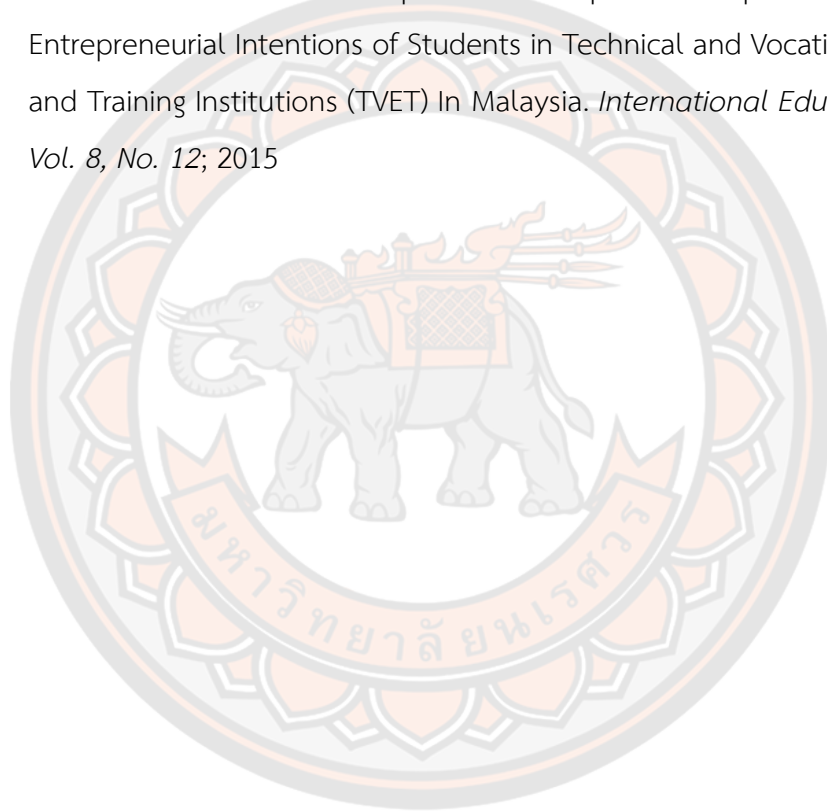 Entrepreneurial Intentions of Students in Technical and Vocati
and Training Institutions (TVET) In Malaysia. International Edu
Vol. 8, No. 12; 2015
มหาวิทยาลัยนเรศวร